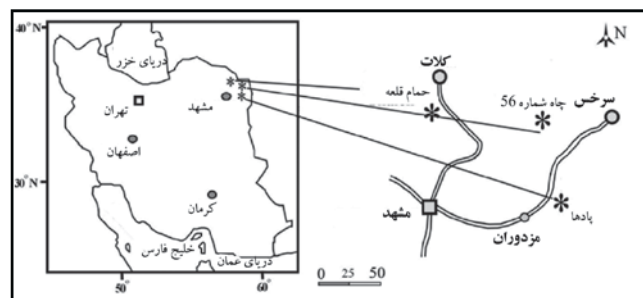 40°N
دریای خزر
تهران
مشهد
اصفهان
30°N
کرمان
خلیج فارس
دریای عمان
50°
60°
N
کلات
حمام قلعه
چاه شماره 56
سرخس
پادها
مشهد
مزدوران
0 25 50